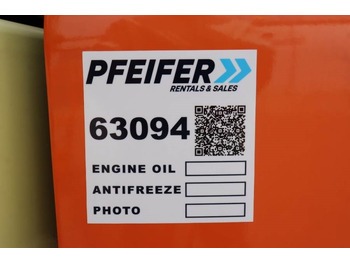 PFEIFER
RENTALS & SALES
63094
ENGINE OIL
ANTIFREEZE
PHOTO